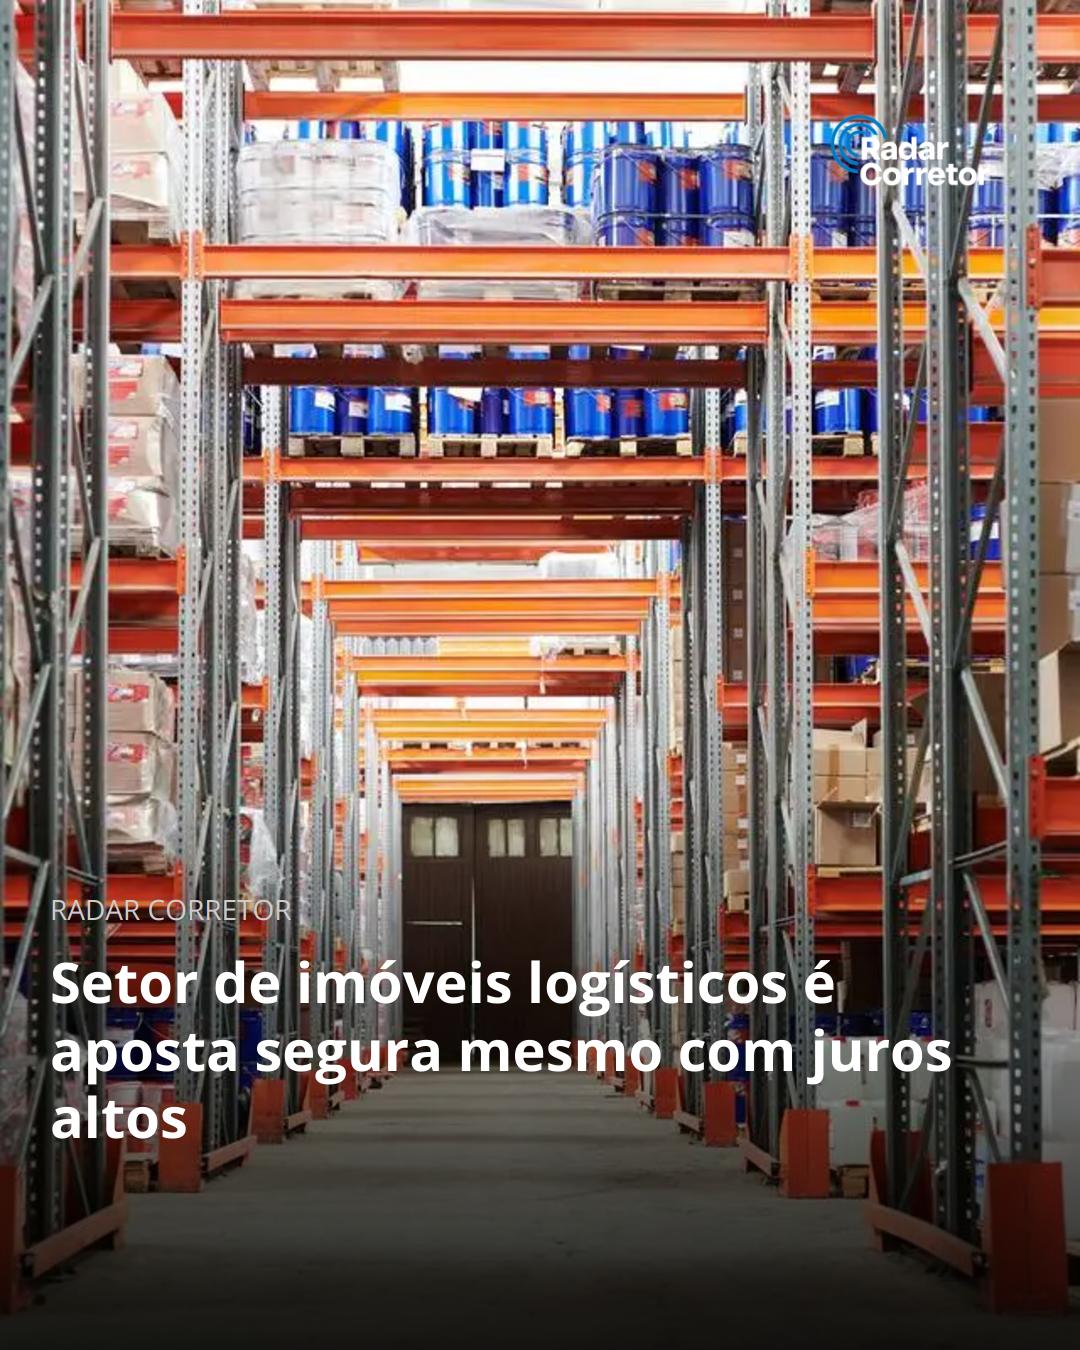 Radar
Corretor
RADAR CORRETOR
Setor de imóveis logísticos é
aposta segura mesmo com juros
altos